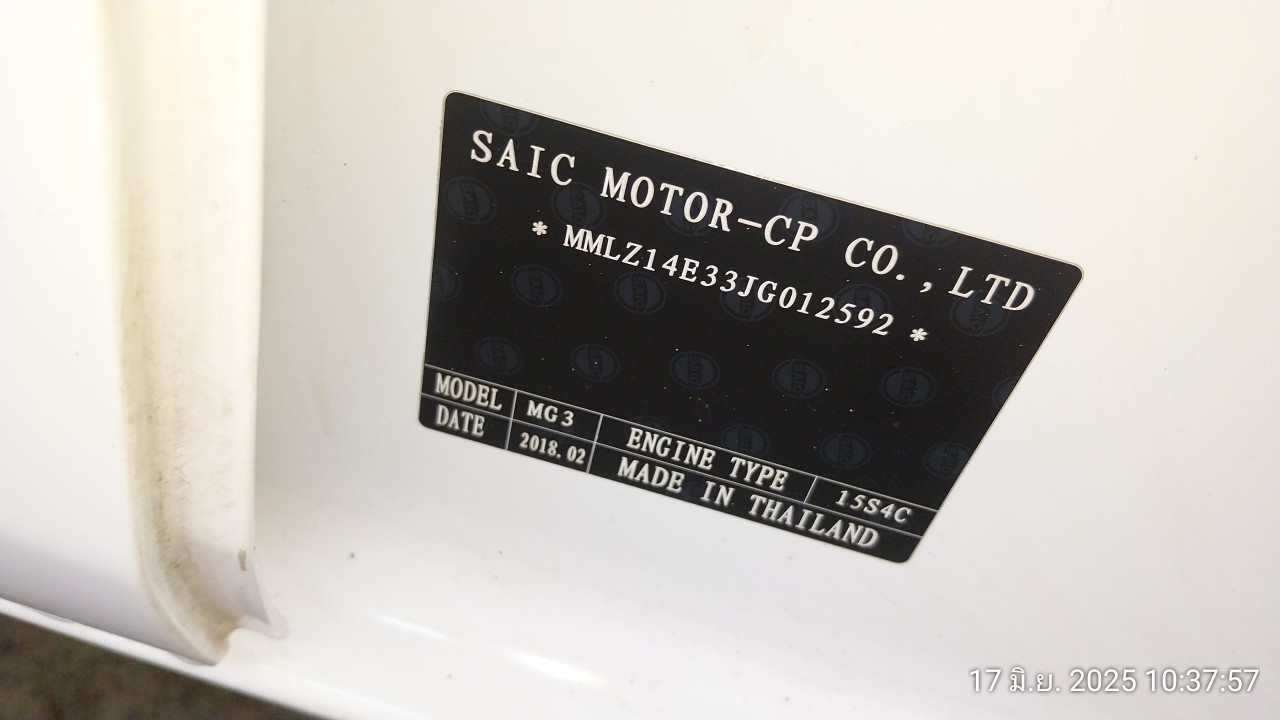 SAIC MOTOR-CP CO.,LTD
* MMLZ14E33JG012592 *
MODEL MG3 ENGINE TYPE 15S4C
DATE 2018.02 MADE IN THAILAND
17 มิ.ย. 2025 10:37:57